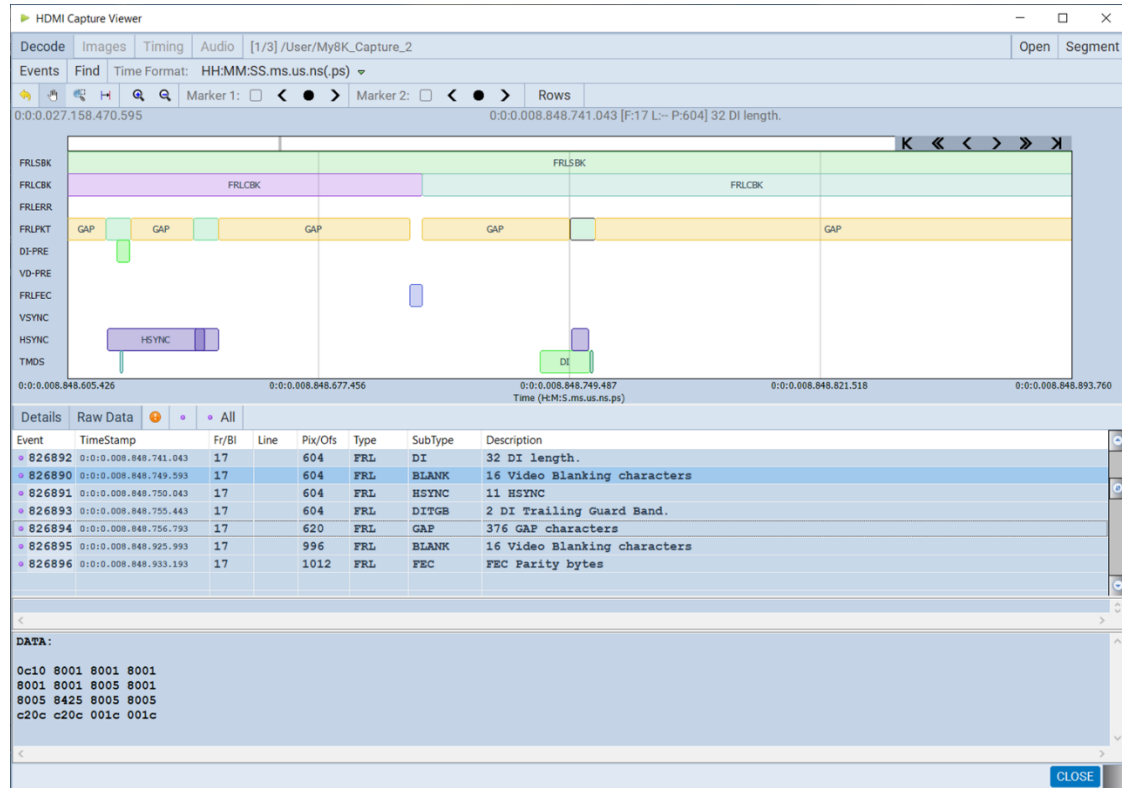 HDMI Capture Viewer
Decode Images Timing Audio [1/3] /User/My8K_Capture_2 Open Segment
Events Find Time Format: HH:MM:SS.ms.us.ns(.ps)
Marker 1: Marker 2: Rows
0:0:0.027.158.470.595 0:0:0.008.848.741.043 [F:17 L:-- P:604] 32 DI length.
FRLSBK FRLSBK
FRLCBK FRLCBK FRLCBK
FRLERR
FRLPKT GAP GAP GAP GAP GAP
DI-PRE
VD-PRE
FRLFEC
VSYNC
HSYNC HSYNC
TMDS DI
0:0:0.008.848.605.426 0:0:0.008.848.677.456 0:0:0.008.848.749.487 0:0:0.008.848.821.518 0:0:0.008.848.893.760
Time (H:M:S.ms.us.ns.ps)
Details Raw Data All
Event TimeStamp Fr/Bl Line Pix/Ofs Type SubType Description
826892 0:0:0.008.848.741.043 17 604 FRL DI 32 DI length.
826890 0:0:0.008.848.749.593 17 604 FRL BLANK 16 Video Blanking characters
826891 0:0:0.008.848.750.043 17 604 FRL HSYNC 11 HSYNC
826893 0:0:0.008.848.755.443 17 604 FRL DITGB 2 DI Trailing Guard Band.
826894 0:0:0.008.848.756.793 17 620 FRL GAP 376 GAP characters
826895 0:0:0.008.848.925.993 17 996 FRL BLANK 16 Video Blanking characters
826896 0:0:0.008.848.933.193 17 1012 FRL FEC FEC Parity bytes
DATA:
0c10 8001 8001 8001
8001 8001 8005 8001
8005 8425 8005 8005
c20c c20c 001c 001c
CLOSE